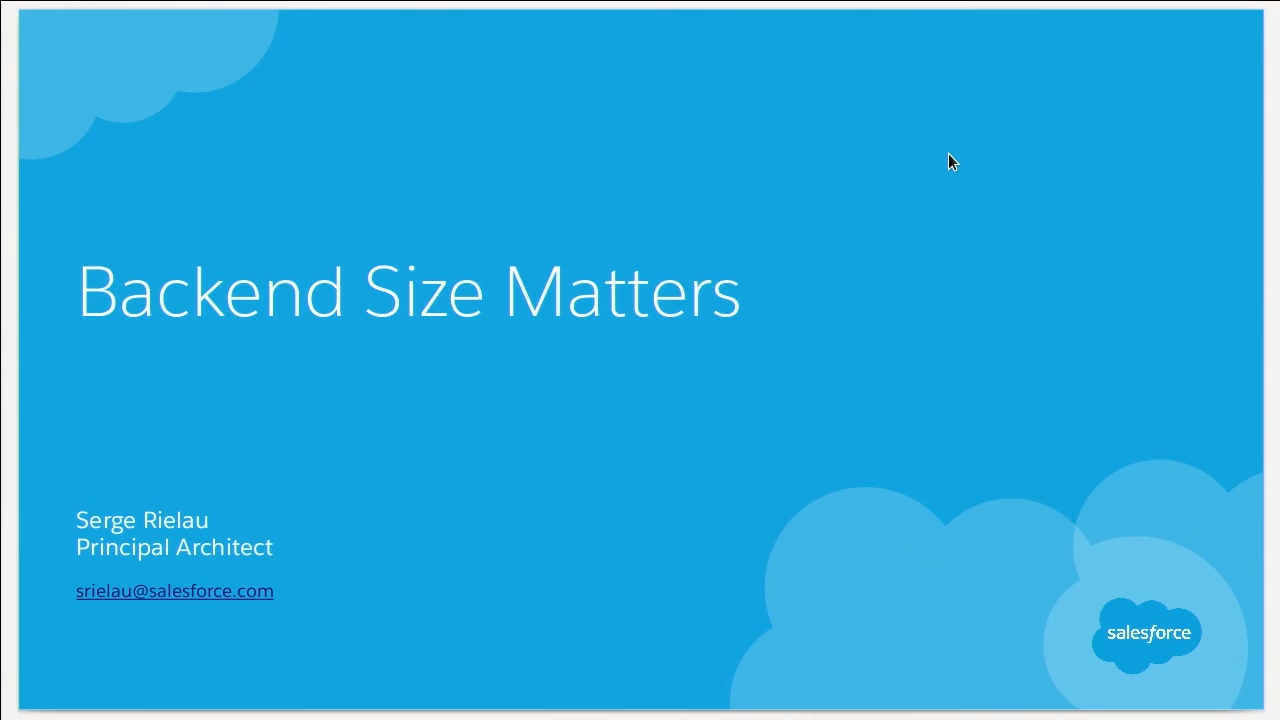 Backend Size Matters
Serge Rielau
Principal Architect
srielau@salesforce.com
salesforce